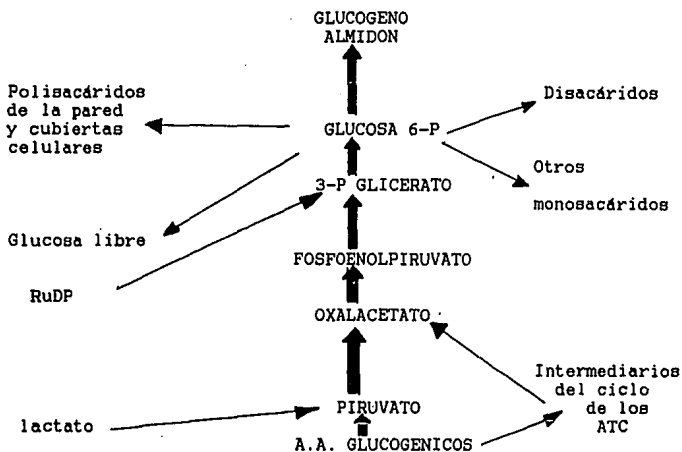 GLUCOGENO
ALMIDON
Polisacáridos
de la pared
y cubiertas
celulares
Disacáridos
GLUCOSA 6-P
Otros
monosacáridos
3-P GLICERATO
Glucosa libre
FOSFOENOLPIRUVATO
RuDP
OXALACETATO
Intermediarios
del ciclo
de los
ATC
PIRUVATO
lactato
A.A. GLUCOGENICOS